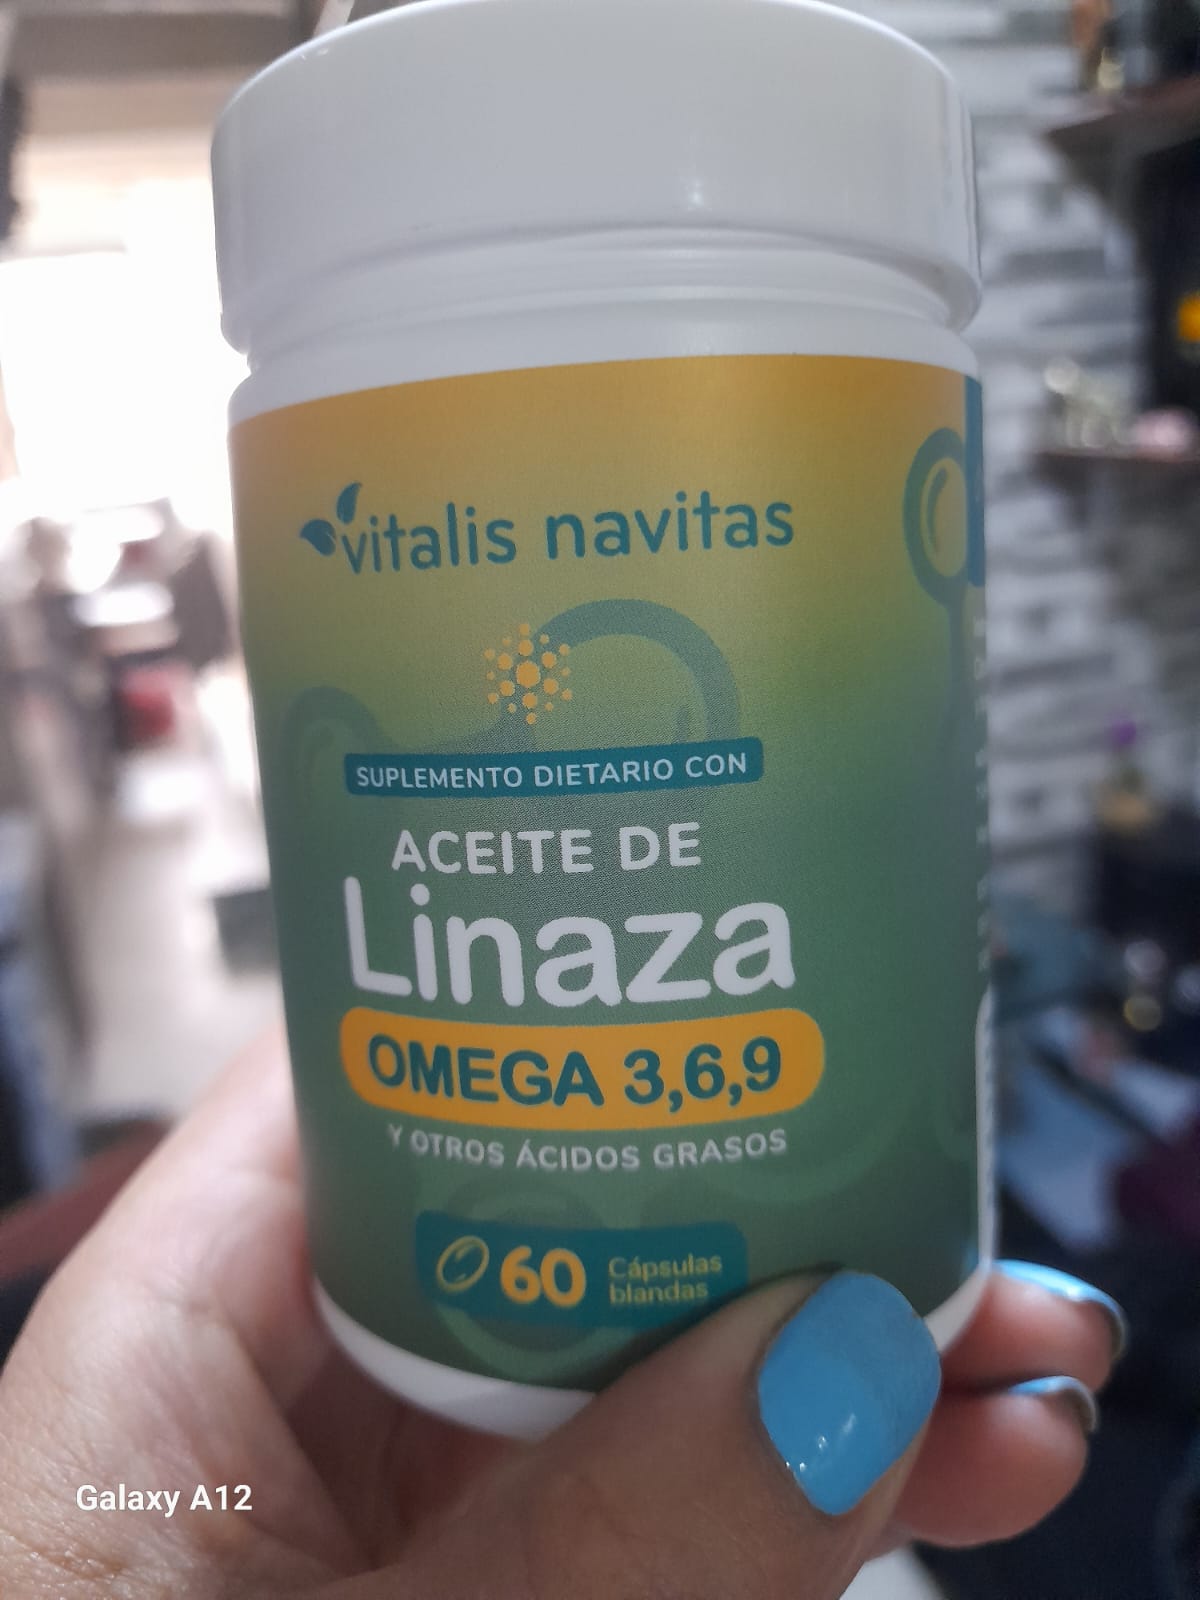 vitalis navitas
SUPLEMENTO DIETARIO CON
ACEITE DE
Linaza
OMEGA 3,6,9
Y OTROS ÁCIDOS GRASOS
60 Cápsulas
blandas
Galaxy A12